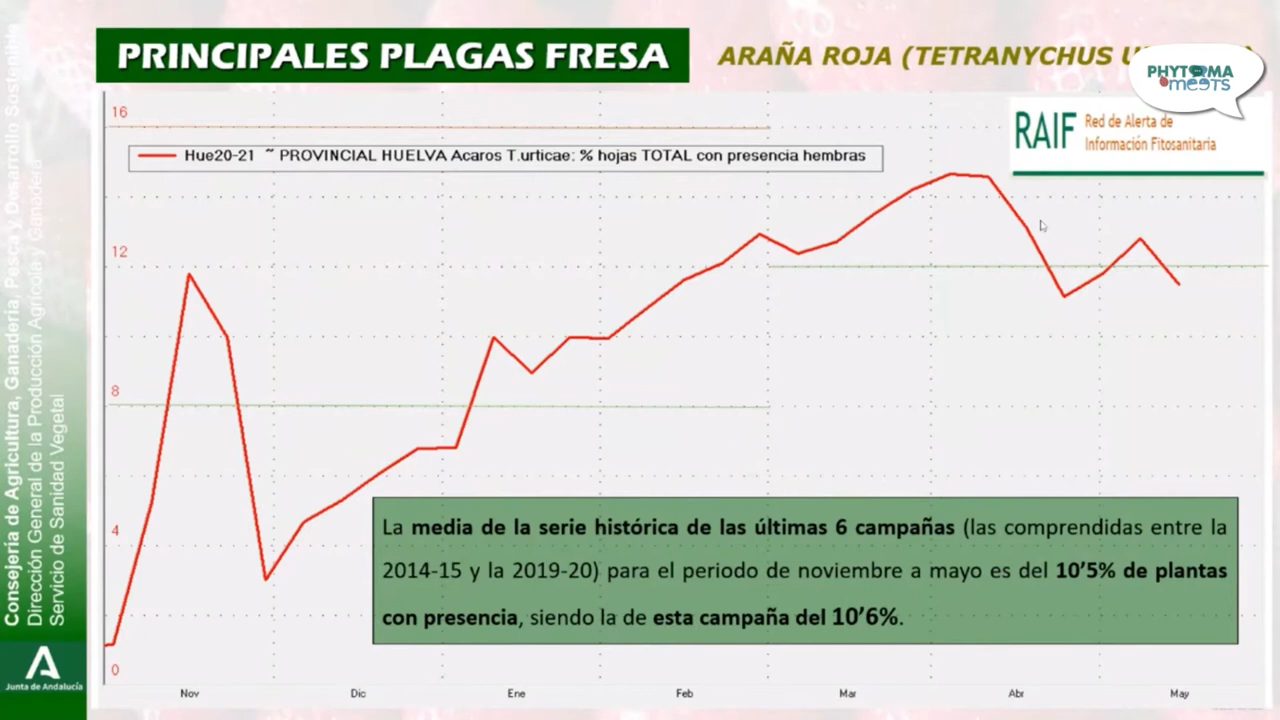 PRINCIPALES PLAGAS FRESA
ARAÑA ROJA (TETRANYCHUS
PHYTOMA
meets
RAIF Red de Alerta de
Información Fitosanitaria
16
Hue20-21 ~ PROVINCIAL HUELVA Acaros T.urticae: % hojas TOTAL con presencia hembras
12
8
4
0
La media de la serie histórica de las últimas 6 campañas (las comprendidas entre la
2014-15 y la 2019-20) para el periodo de noviembre a mayo es del 10’5% de plantas
con presencia, siendo la de esta campaña del 10’6%.
Nov Dic Ene Feb Mar Abr May
Consejería de Agricultura, Ganadería, Pesca y Desarrollo Sostenible
Dirección General de la Producción Agrícola y Ganadera
Servicio de Sanidad Vegetal
Junta de Andalucía